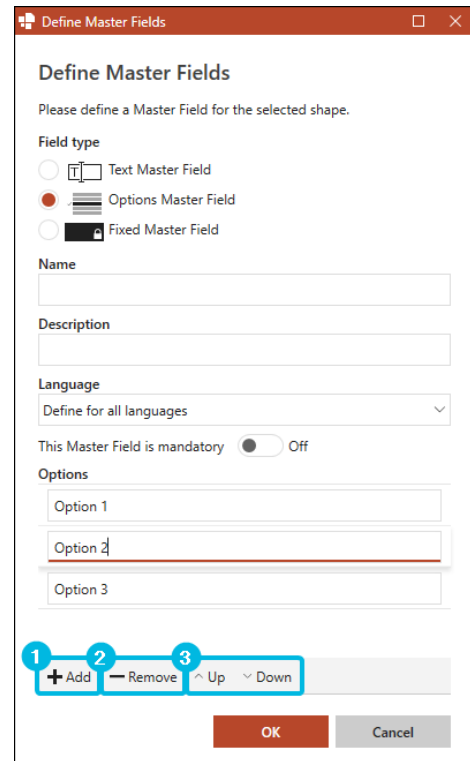 Define Master Fields
Define Master Fields
Please define a Master Field for the selected shape.
Field type
T Text Master Field
Options Master Field
Fixed Master Field
Name
Description
Language
Define for all languages
This Master Field is mandatory Off
Options
Option 1
Option 2
Option 3
1 2 3
Add Remove Up Down
OK Cancel